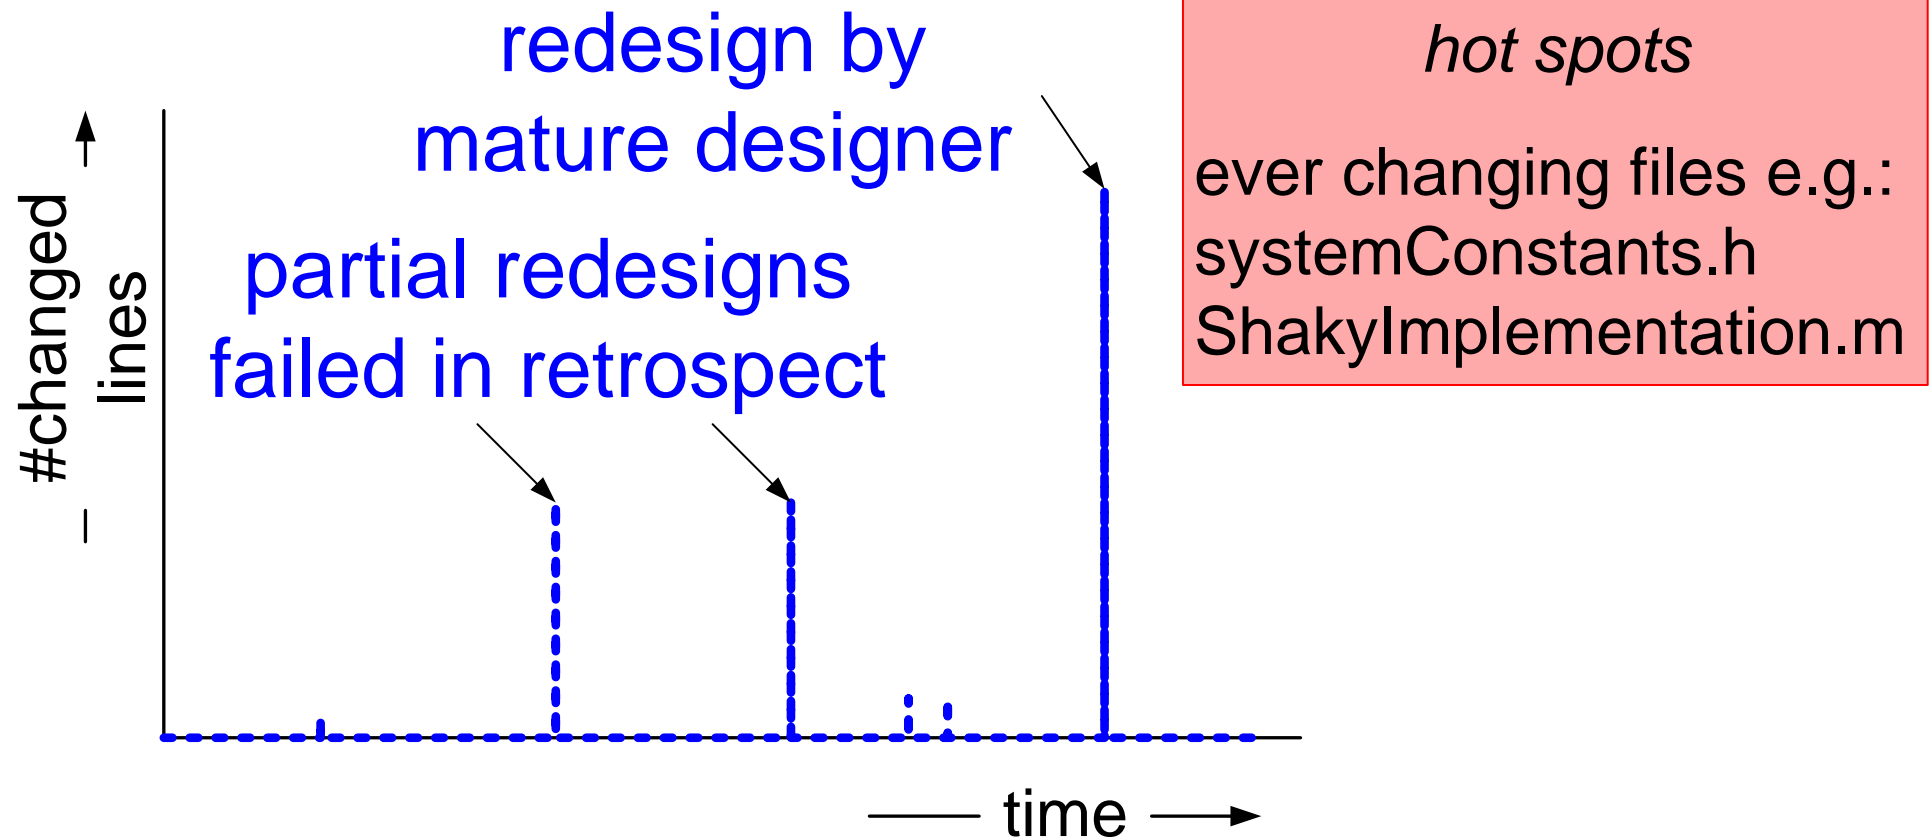 redesign by
mature designer
partial redesigns
failed in retrospect
#changed
lines
time
hot spots
ever changing files e.g.:
systemConstants.h
ShakyImplementation.m